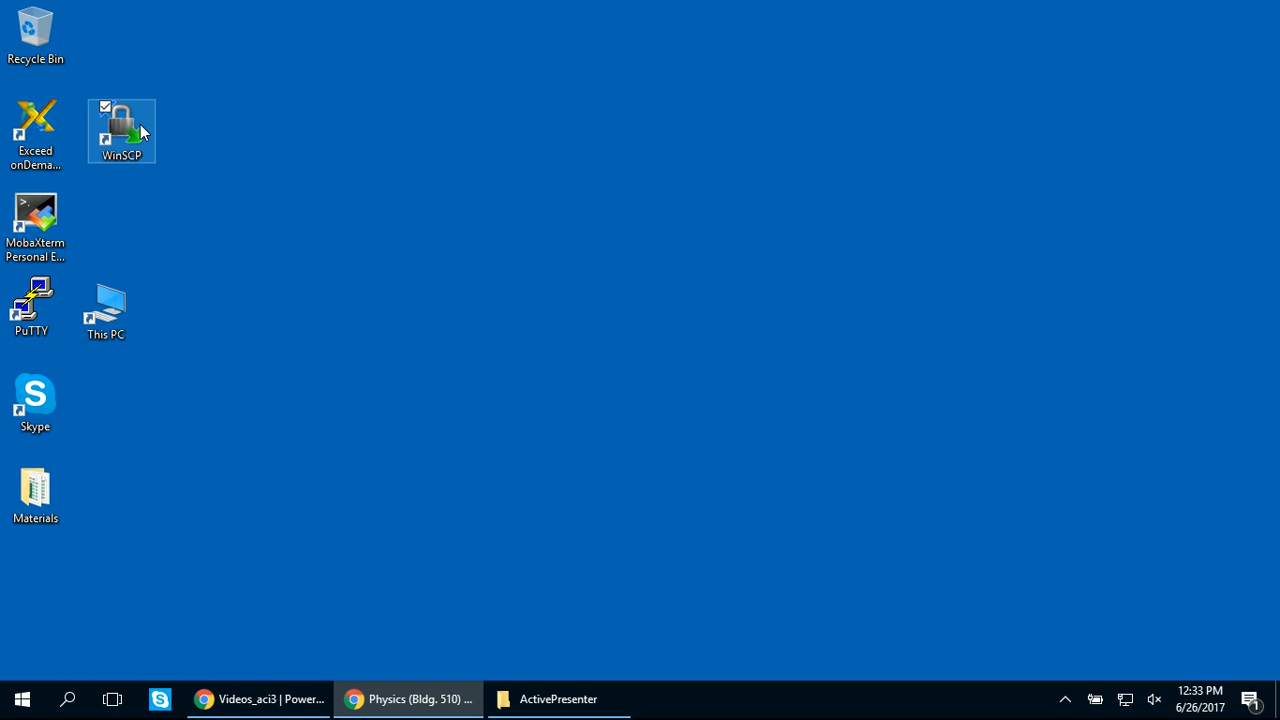 Recycle Bin
Exceed
onDema...
WinSCP
MobaXterm
Personal E...
PuTTY
This PC
Skype
Materials
Videos_aci3 | Power...
Physics (Bldg. 510) ...
ActivePresenter
12:33 PM
6/26/2017
1